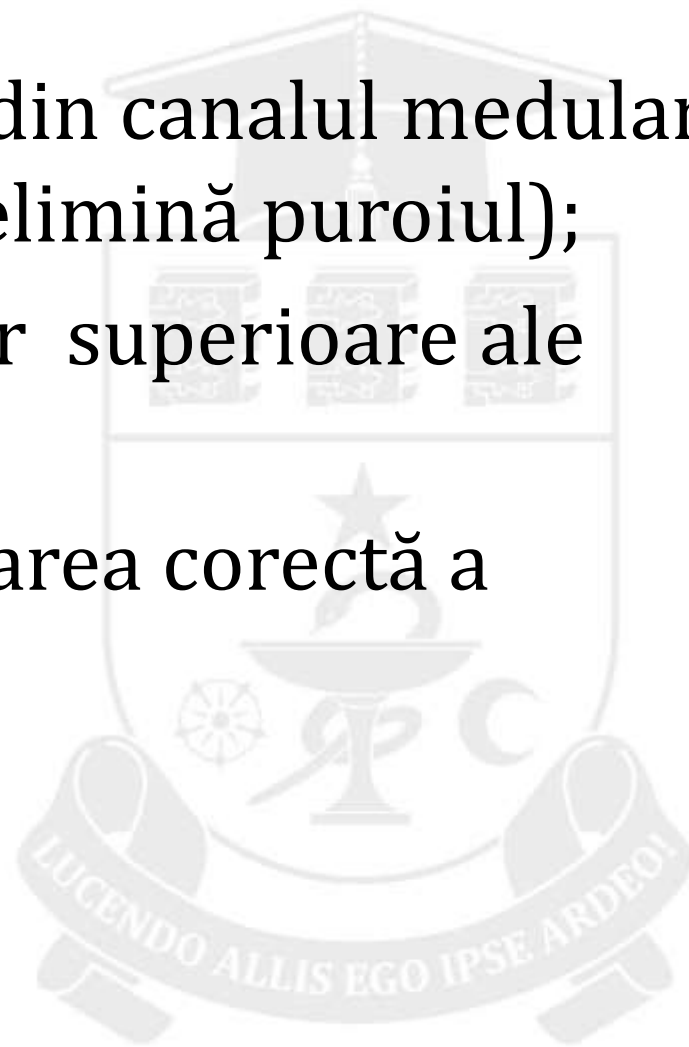 din canalul medular
elimină puroiul);
r superioare ale
area corectă a
LUCENDO ALLIS EGO IPSE ARDEO!